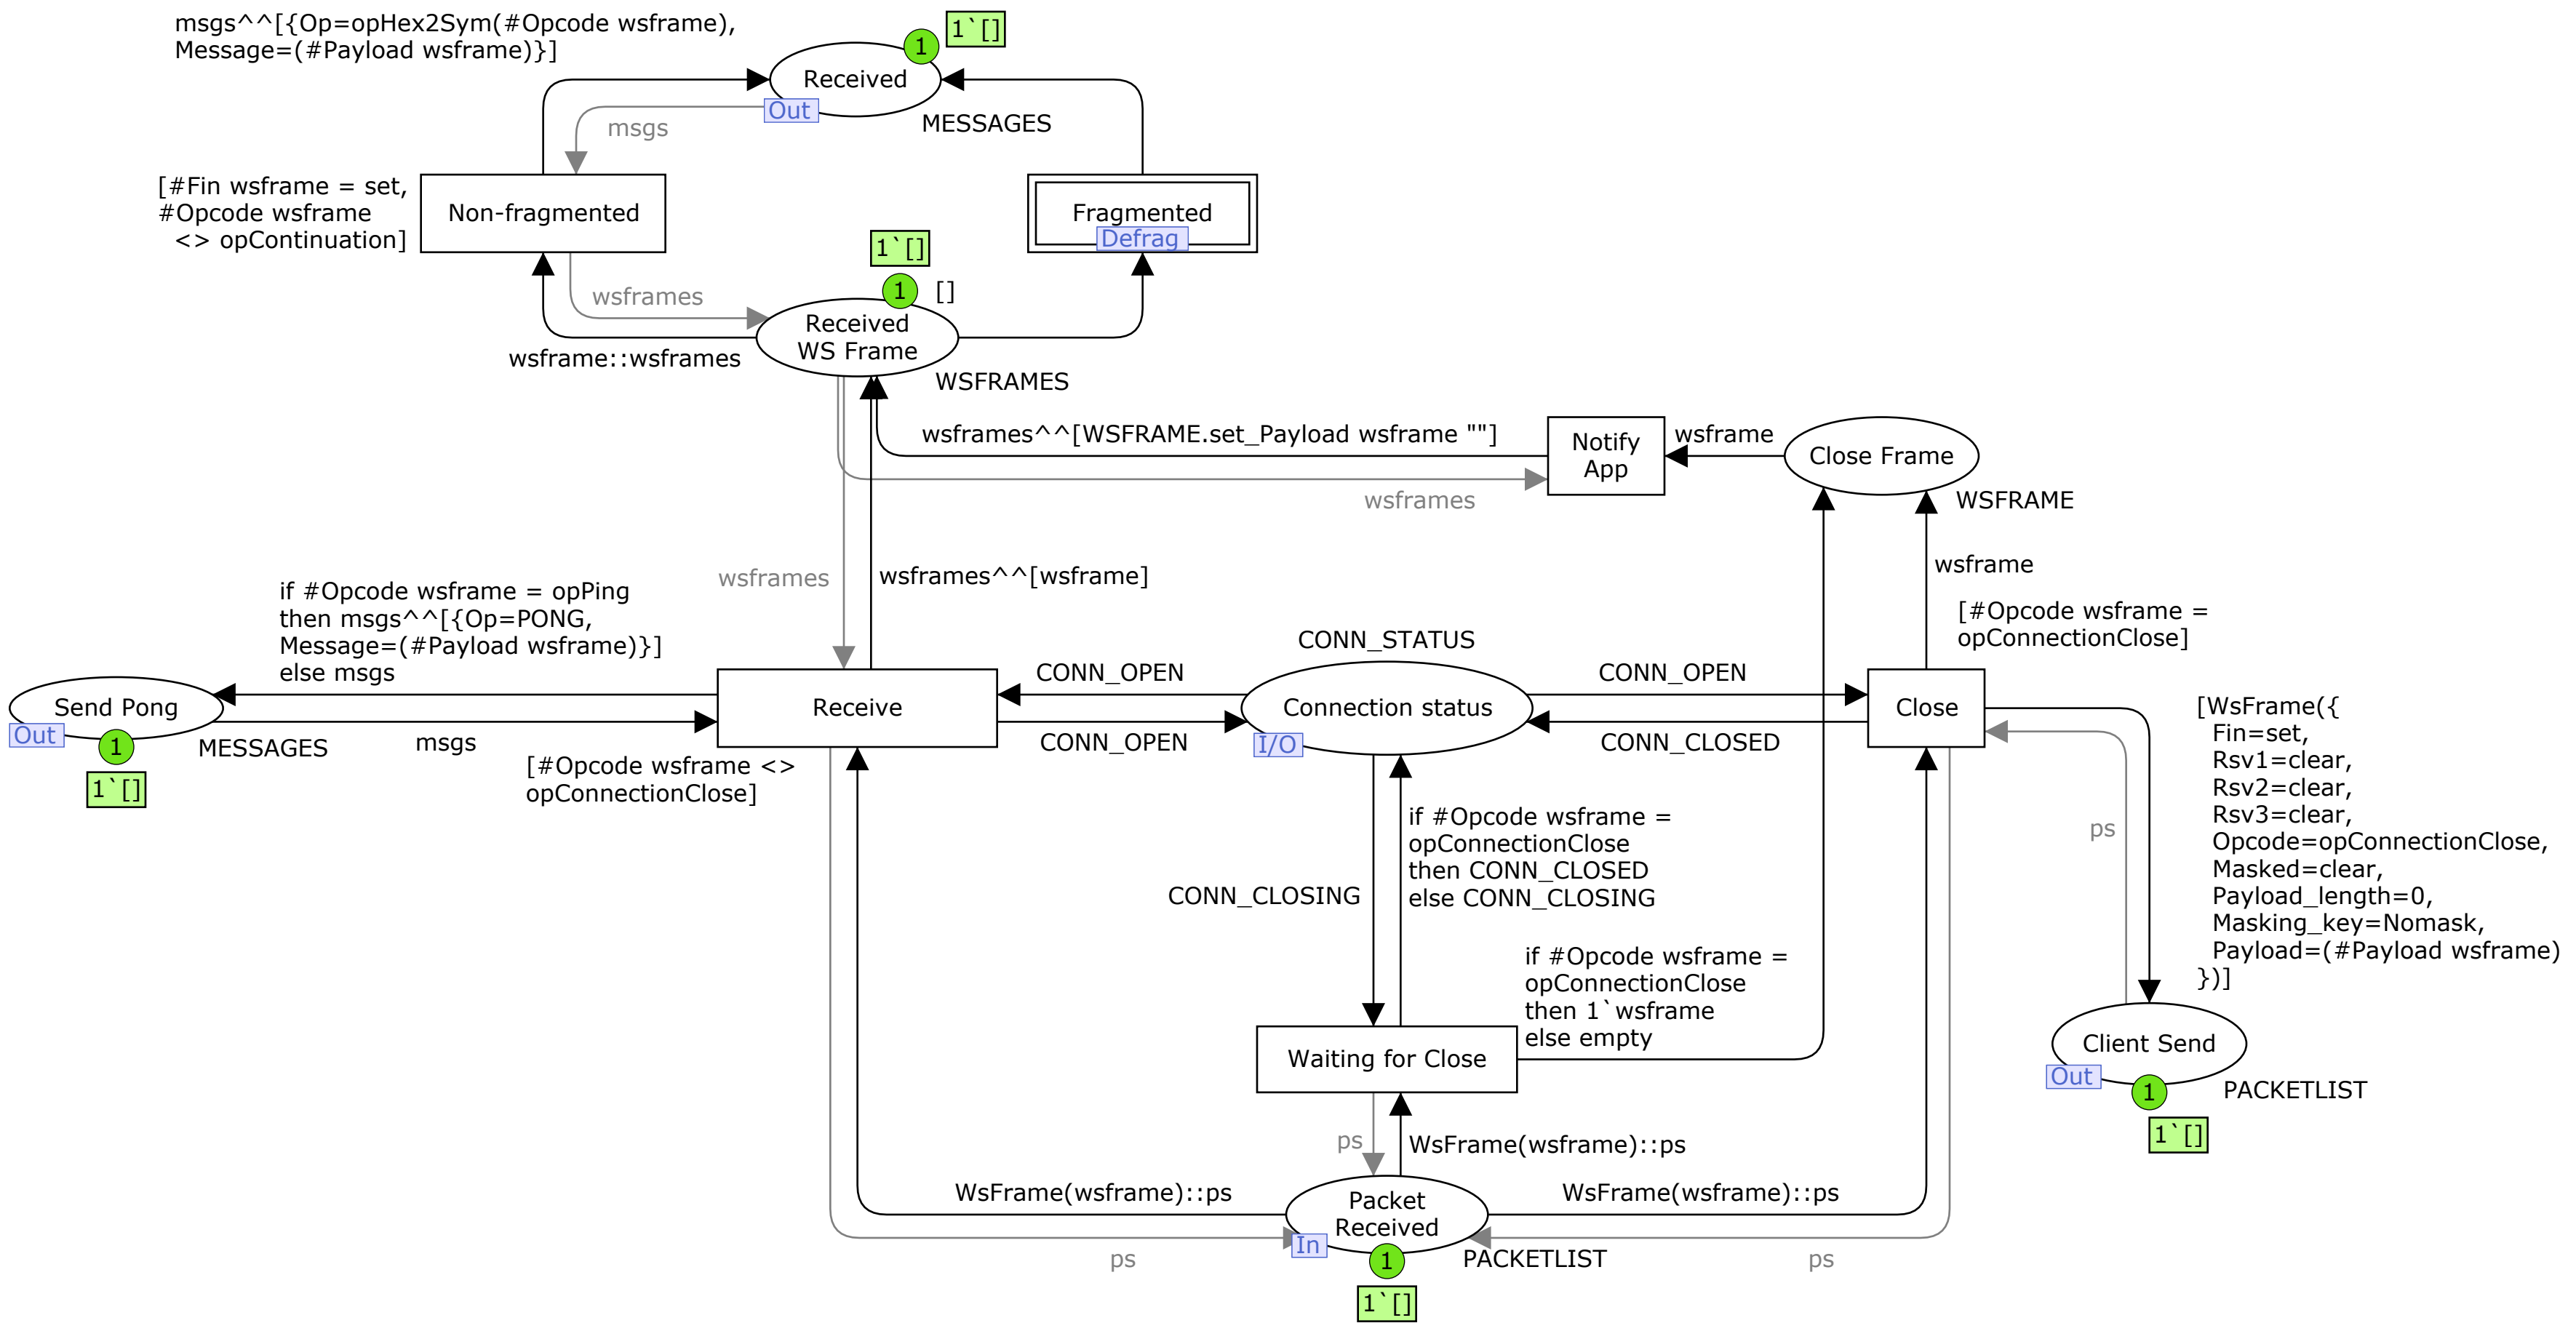 msgs^^[{Op=opHex2Sym(#Opcode wsframe),
Message=(#Payload wsframe)}]
1`[]
1
Received
Out
MESSAGES
msgs
[#Fin wsframe = set,
#Opcode wsframe
<> opContinuation]
Non-fragmented
Fragmented
Defrag
1`[]
1
[]
wsframes
Received
WS Frame
wsframe::wsframes
WSFRAMES
wsframes^^[WSFRAME.set_Payload wsframe ""]
Notify
App
wsframe
Close Frame
wsframes
WSFRAME
wsframes
wsframes^^[wsframe]
wsframe
if #Opcode wsframe = opPing
then msgs^^[{Op=PONG,
Message=(#Payload wsframe)}]
else msgs
[#Opcode wsframe =
opConnectionClose]
CONN_STATUS
CONN_OPEN
CONN_OPEN
Send Pong
Out
1
1`[]
MESSAGES
msgs
Receive
Connection status
I/O
Close
CONN_OPEN
CONN_CLOSED
[#Opcode wsframe <>
opConnectionClose]
[WsFrame({
Fin=set,
Rsv1=clear,
Rsv2=clear,
Rsv3=clear,
Opcode=opConnectionClose,
Masked=clear,
Payload_length=0,
Masking_key=Nomask,
Payload=(#Payload wsframe)
})]
ps
if #Opcode wsframe =
opConnectionClose
then CONN_CLOSED
else CONN_CLOSING
CONN_CLOSING
if #Opcode wsframe =
opConnectionClose
then 1`wsframe
else empty
Waiting for Close
Client Send
Out
1
PACKETLIST
1`[]
ps
WsFrame(wsframe)::ps
WsFrame(wsframe)::ps
WsFrame(wsframe)::ps
Packet
Received
In
1
PACKETLIST
ps
ps
1`[]